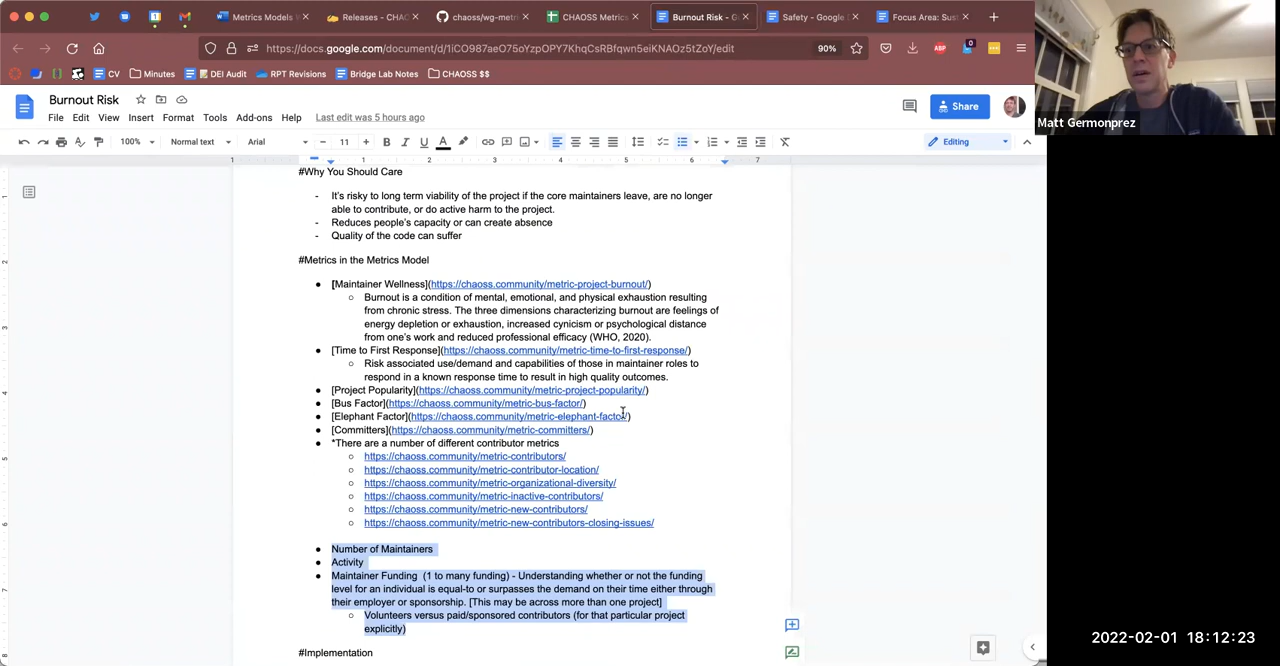 Metrics Models W
Releases - CHAO
chaoss/wg-metri
CHAOSS Metrics
Burnout Risk - G
Safety - Google
Focus Area: Sus
https://docs.google.com/document/d/1iCO987aeO75oYzpOPY7KhqCsRBfqwn5eiKNAOz5tZoY/edit
90%
ABP
0
CV
Minutes
DEI Audit
RPT Revisions
Bridge Lab Notes
CHAOSS $$
Burnout Risk
File Edit View Insert Format Tools Add-ons Help Last edit was 5 hours ago
Share
100% Normal text Arial 11 B I U A Editing
1 1 2 3 4 5 6 7
#Why You Should Care
- It's risky to long term viability of the project if the core maintainers leave, are no longer
able to contribute, or do active harm to the project.
- Reduces people's capacity or can create absence
- Quality of the code can suffer
#Metrics in the Metrics Model
● [Maintainer Wellness](https://chaoss.community/metric-project-burnout/)
○ Burnout is a condition of mental, emotional, and physical exhaustion resulting
from chronic stress. The three dimensions characterizing burnout are feelings of
energy depletion or exhaustion, increased cynicism or psychological distance
from one's work and reduced professional efficacy (WHO, 2020).
● [Time to First Response](https://chaoss.community/metric-time-to-first-response/)
○ Risk associated use/demand and capabilities of those in maintainer roles to
respond in a known response time to result in high quality outcomes.
● [Project Popularity](https://chaoss.community/metric-project-popularity/)
● [Bus Factor](https://chaoss.community/metric-bus-factor/)
● [Elephant Factor](https://chaoss.community/metric-elephant-factor/)
● [Committers](https://chaoss.community/metric-committers/)
● *There are a number of different contributor metrics
○ https://chaoss.community/metric-contributors/
○ https://chaoss.community/metric-contributor-location/
○ https://chaoss.community/metric-organizational-diversity/
○ https://chaoss.community/metric-inactive-contributors/
○ https://chaoss.community/metric-new-contributors/
○ https://chaoss.community/metric-new-contributors-closing-issues/
● Number of Maintainers
● Activity
● Maintainer Funding (1 to many funding) - Understanding whether or not the funding
level for an individual is equal-to or surpasses the demand on their time either through
their employer or sponsorship. [This may be across more than one project]
○ Volunteers versus paid/sponsored contributors (for that particular project
explicitly)
#Implementation
Matt Germonprez
2022-02-01 18:12:23